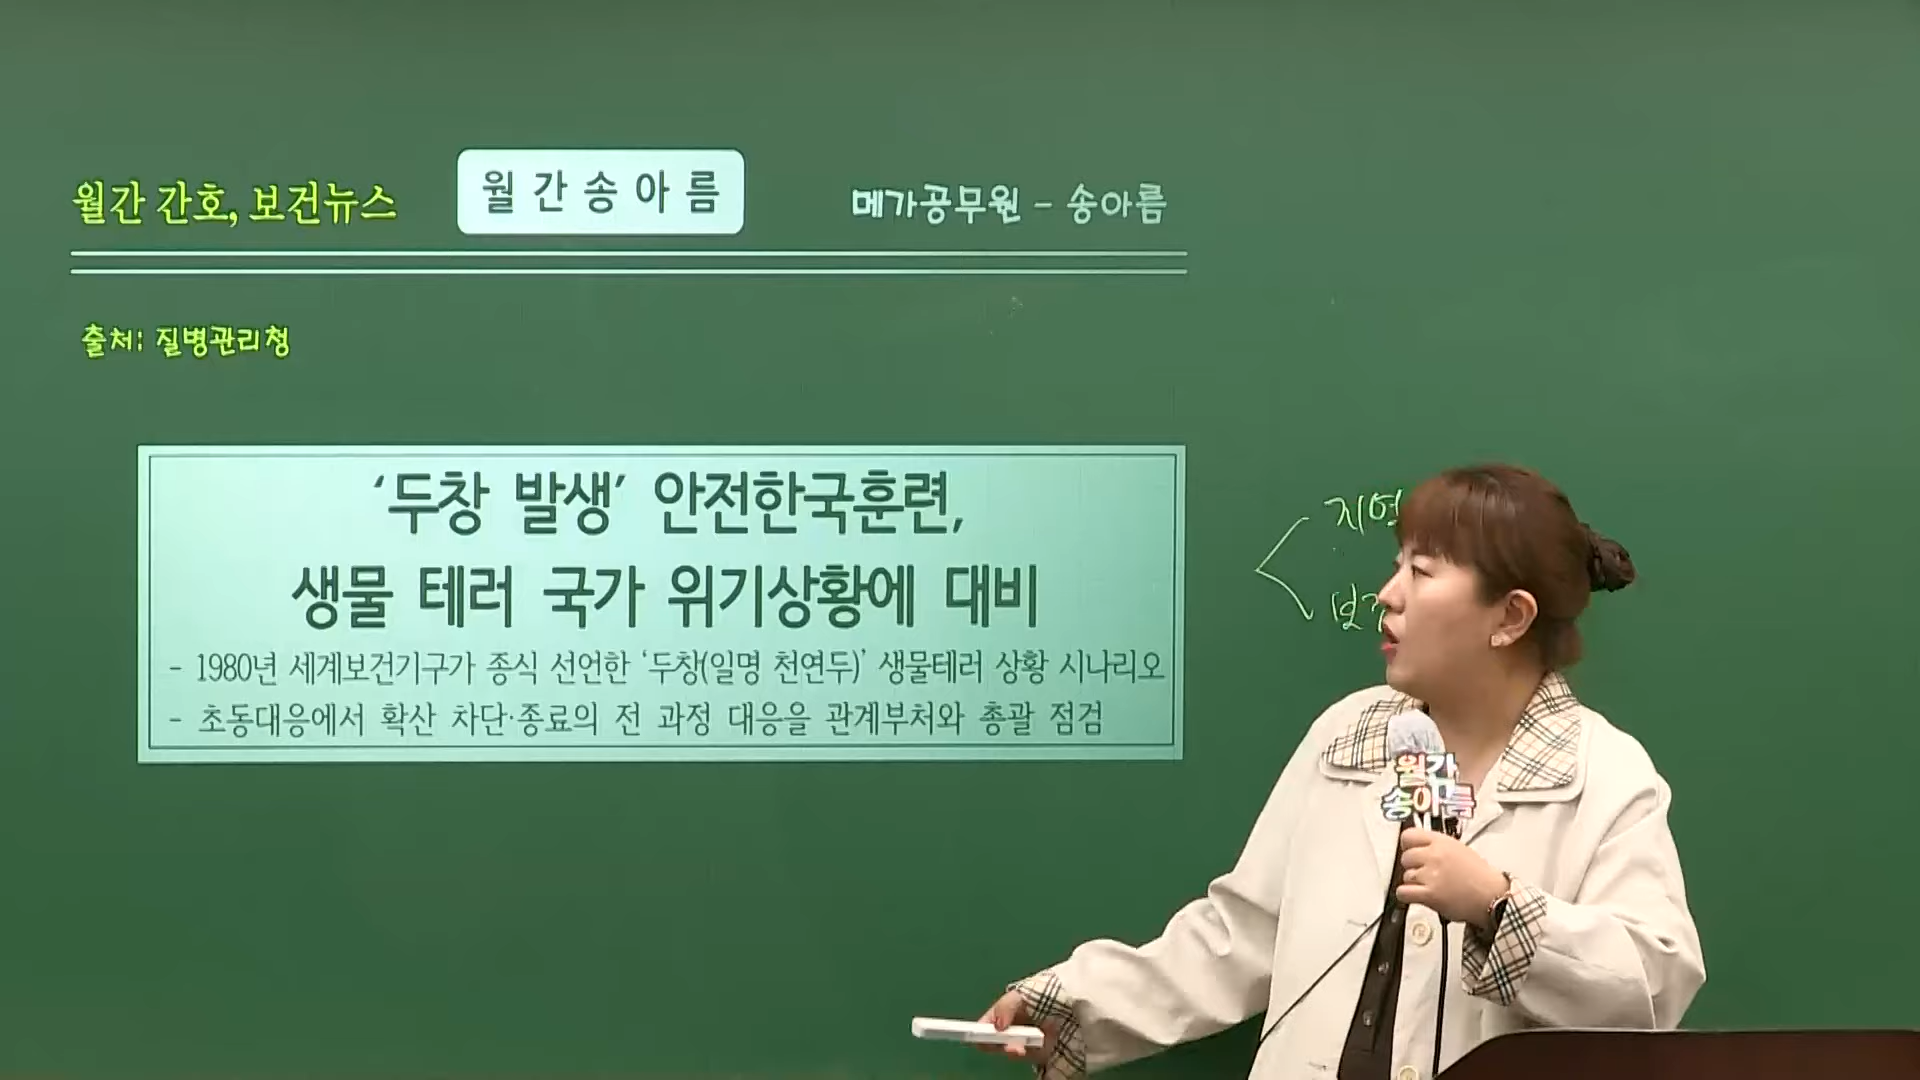 월간 간호, 보건뉴스
월간송아름
메가공무원 - 송아름
출처: 질병관리청
‘두창 발생’ 안전한국훈련,
생물 테러 국가 위기상황에 대비
- 1980년 세계보건기구가 종식 선언한 ‘두창(일명 천연두)’ 생물테러 상황 시나리오
- 초동대응에서 확산 차단·종료의 전 과정 대응을 관계부처와 총괄 점검
지역
월간
송아름